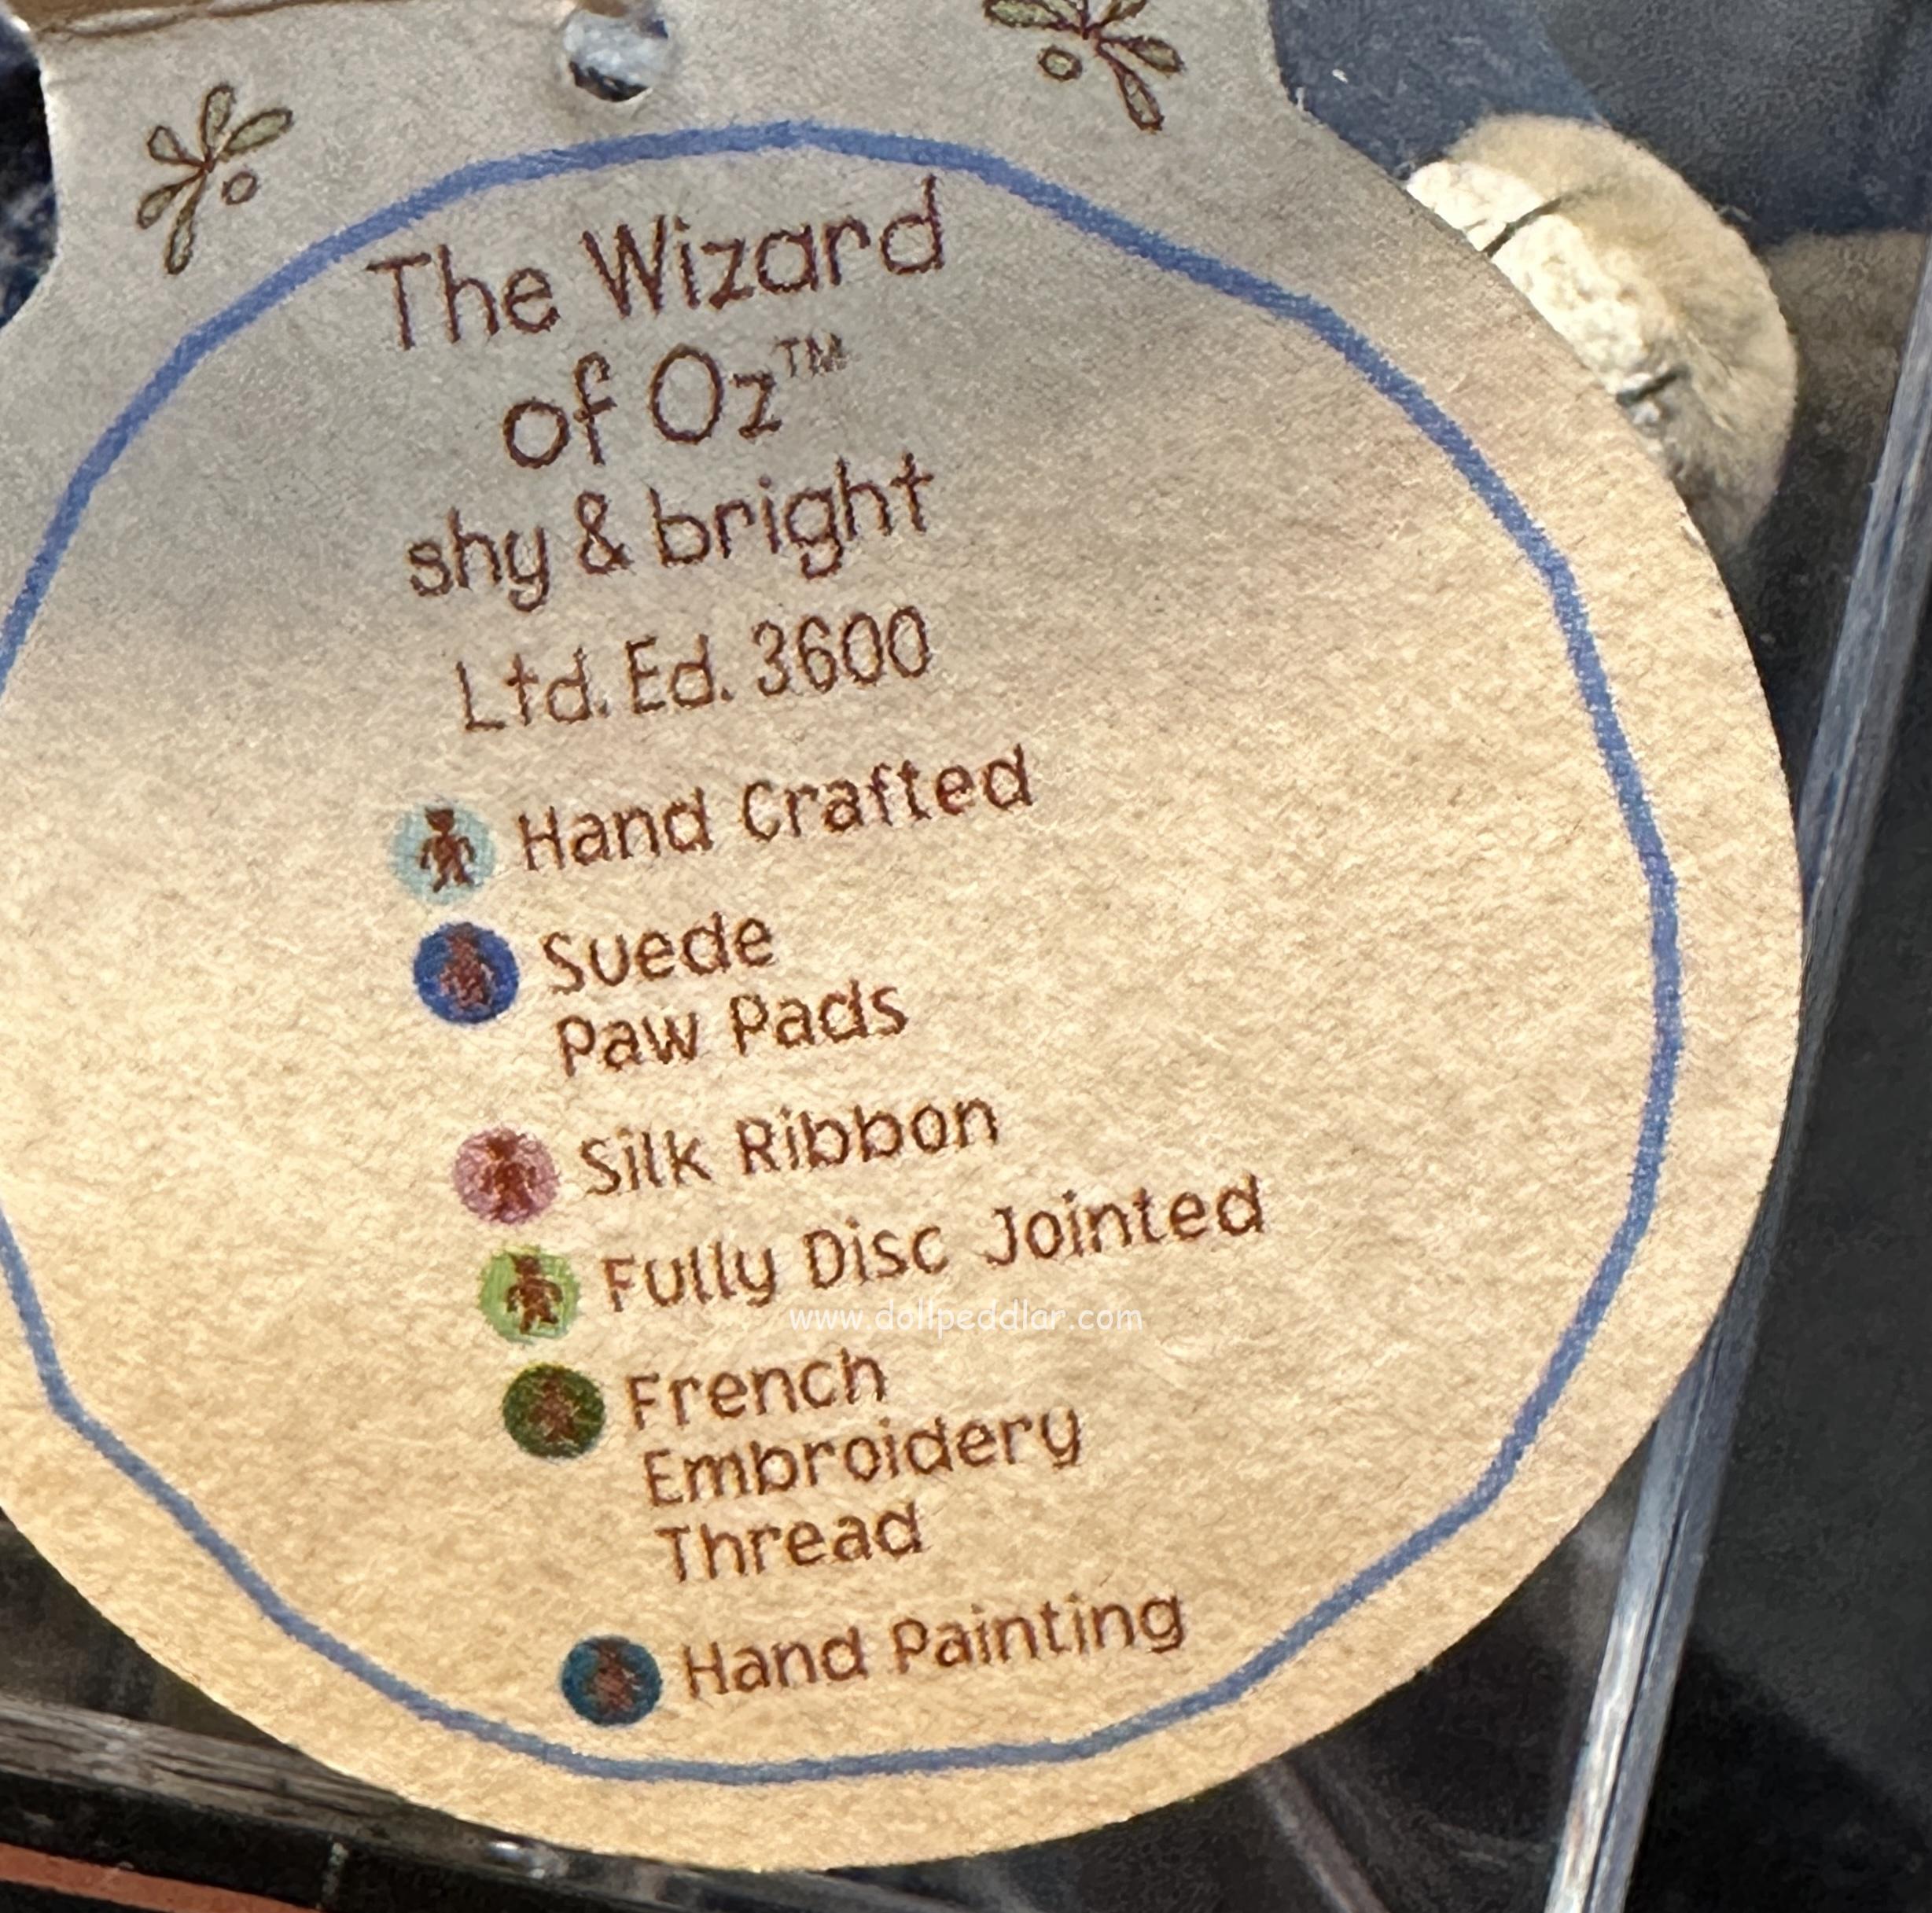 The Wizard
of Oz™
shy & bright
Ltd. Ed. 3600
Hand Crafted
Suede
Paw Pads
Silk Ribbon
Fully Disc Jointed
www.dollpeddlar.com
French
Embroidery
Thread
Hand Painting